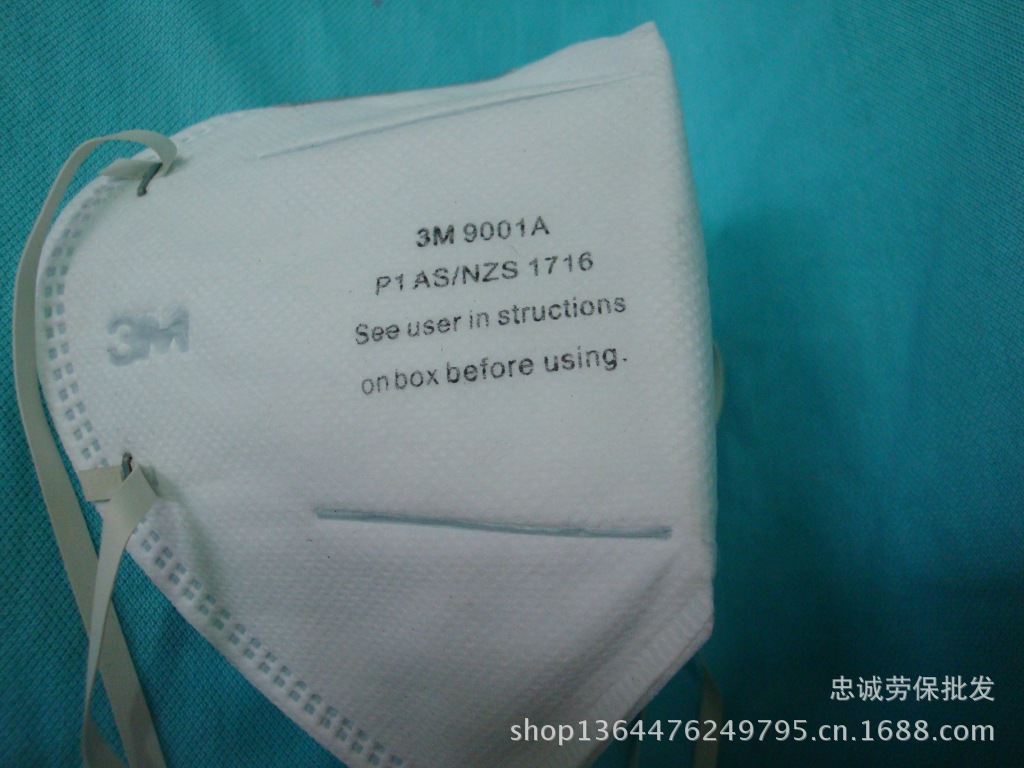 3M 9001A
P1 AS/NZS 1716
See user in structions
on box before using.
3M
忠诚劳保批发
shop1364476249795.cn.1688.com